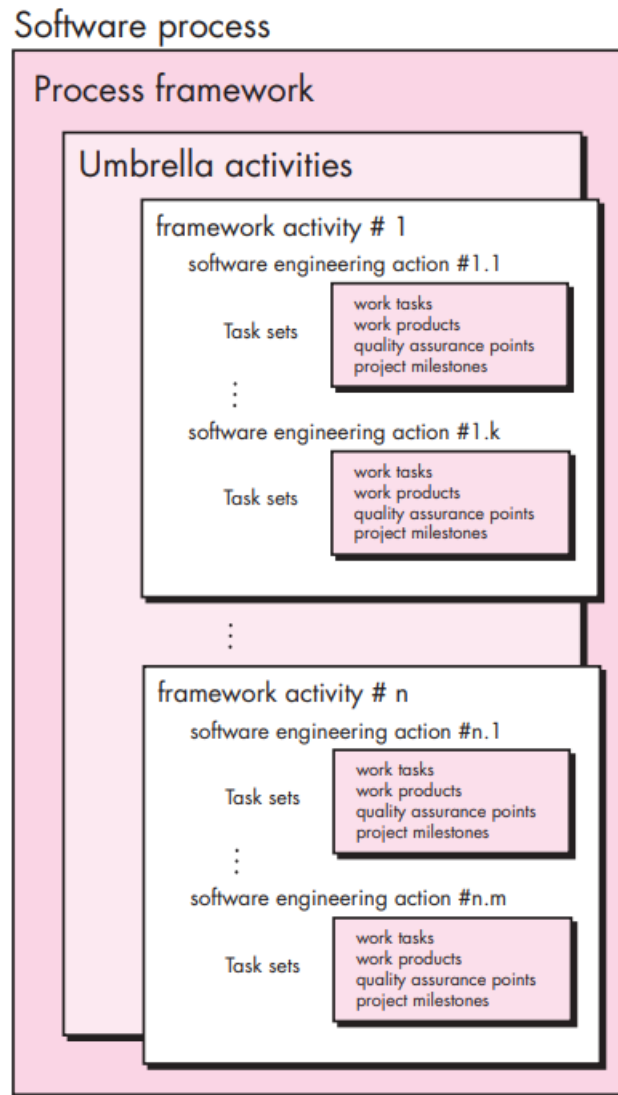 Software process
Process framework
Umbrella activities
framework activity # 1
software engineering action #1.1
Task sets
work tasks
work products
quality assurance points
project milestones
software engineering action #1.k
Task sets
work tasks
work products
quality assurance points
project milestones
framework activity # n
software engineering action #n.1
Task sets
work tasks
work products
quality assurance points
project milestones
software engineering action #n.m
Task sets
work tasks
work products
quality assurance points
project milestones